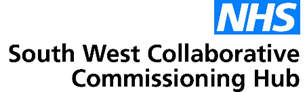 NHS
South West Collaborative
Commissioning Hub